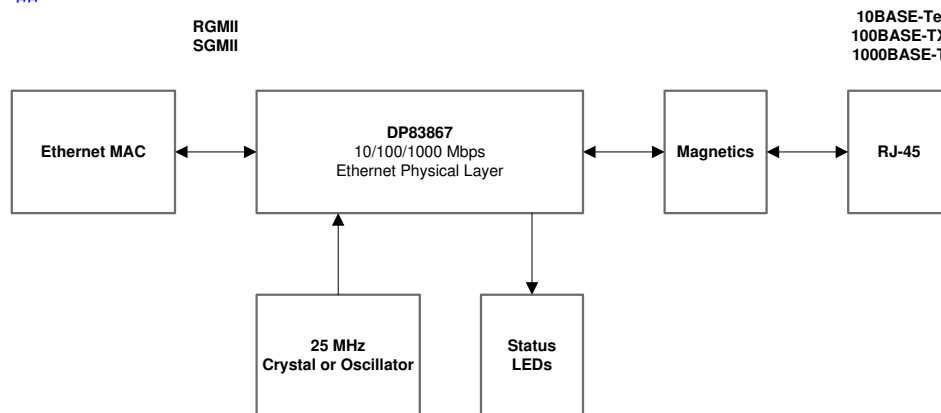 RGMII
SGMII
10BASE-Te
100BASE-TX
1000BASE-T
Ethernet MAC
DP83867
10/100/1000 Mbps
Ethernet Physical Layer
Magnetics
RJ-45
25 MHz
Crystal or Oscillator
Status
LEDs